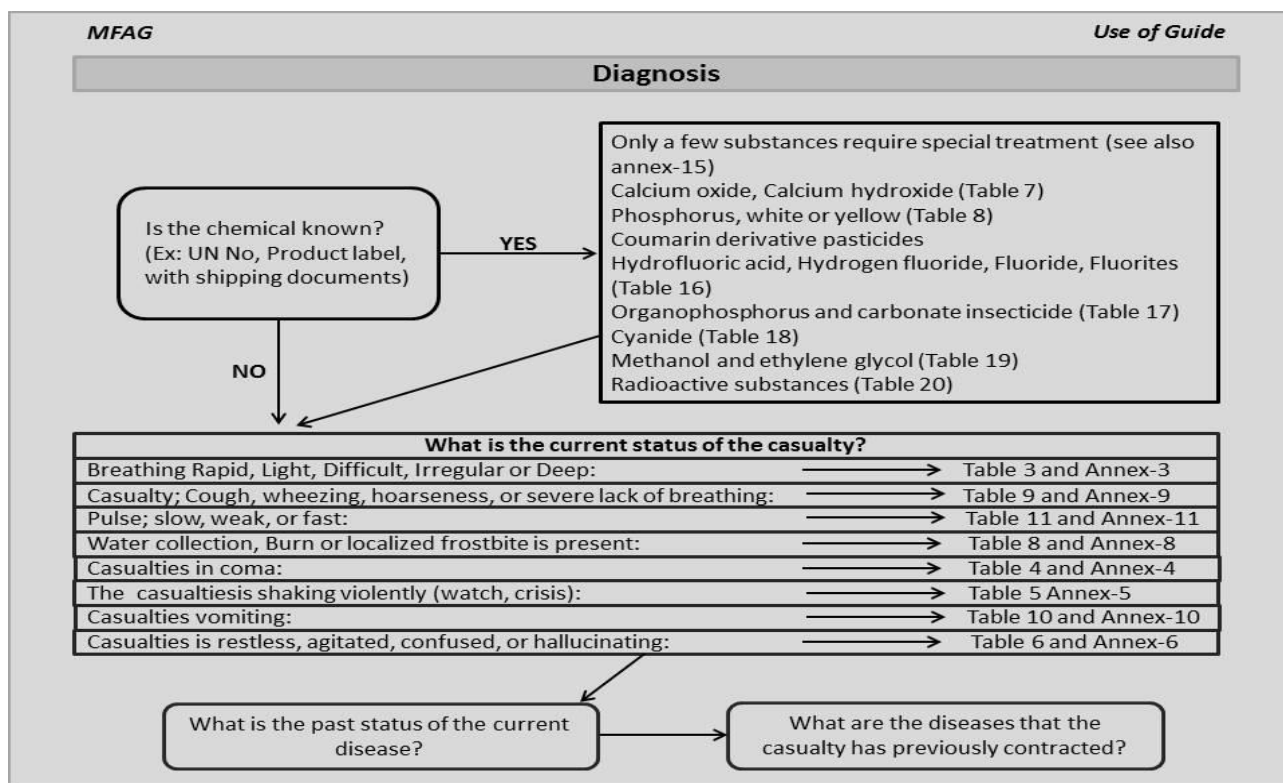 MFAG
Use of Guide
Diagnosis
Is the chemical known?
(Ex: UN No, Product label,
with shipping documents)
YES
Only a few substances require special treatment (see also
annex-15)
Calcium oxide, Calcium hydroxide (Table 7)
Phosphorus, white or yellow (Table 8)
Coumarin derivative pasticides
Hydrofluoric acid, Hydrogen fluoride, Fluoride, Fluorites
(Table 16)
Organophosphorus and carbonate insecticide (Table 17)
Cyanide (Table 18)
Methanol and ethylene glycol (Table 19)
Radioactive substances (Table 20)
NO
What is the current status of the casualty?
Breathing Rapid, Light, Difficult, Irregular or Deep: Table 3 and Annex-3
Casualty; Cough, wheezing, hoarseness, or severe lack of breathing: Table 9 and Annex-9
Pulse; slow, weak, or fast: Table 11 and Annex-11
Water collection, Burn or localized frostbite is present: Table 8 and Annex-8
Casualties in coma: Table 4 and Annex-4
The casualtiesis shaking violently (watch, crisis): Table 5 Annex-5
Casualties vomiting: Table 10 and Annex-10
Casualties is restless, agitated, confused, or hallucinating: Table 6 and Annex-6
What is the past status of the current
disease?
What are the diseases that the
casualty has previously contracted?